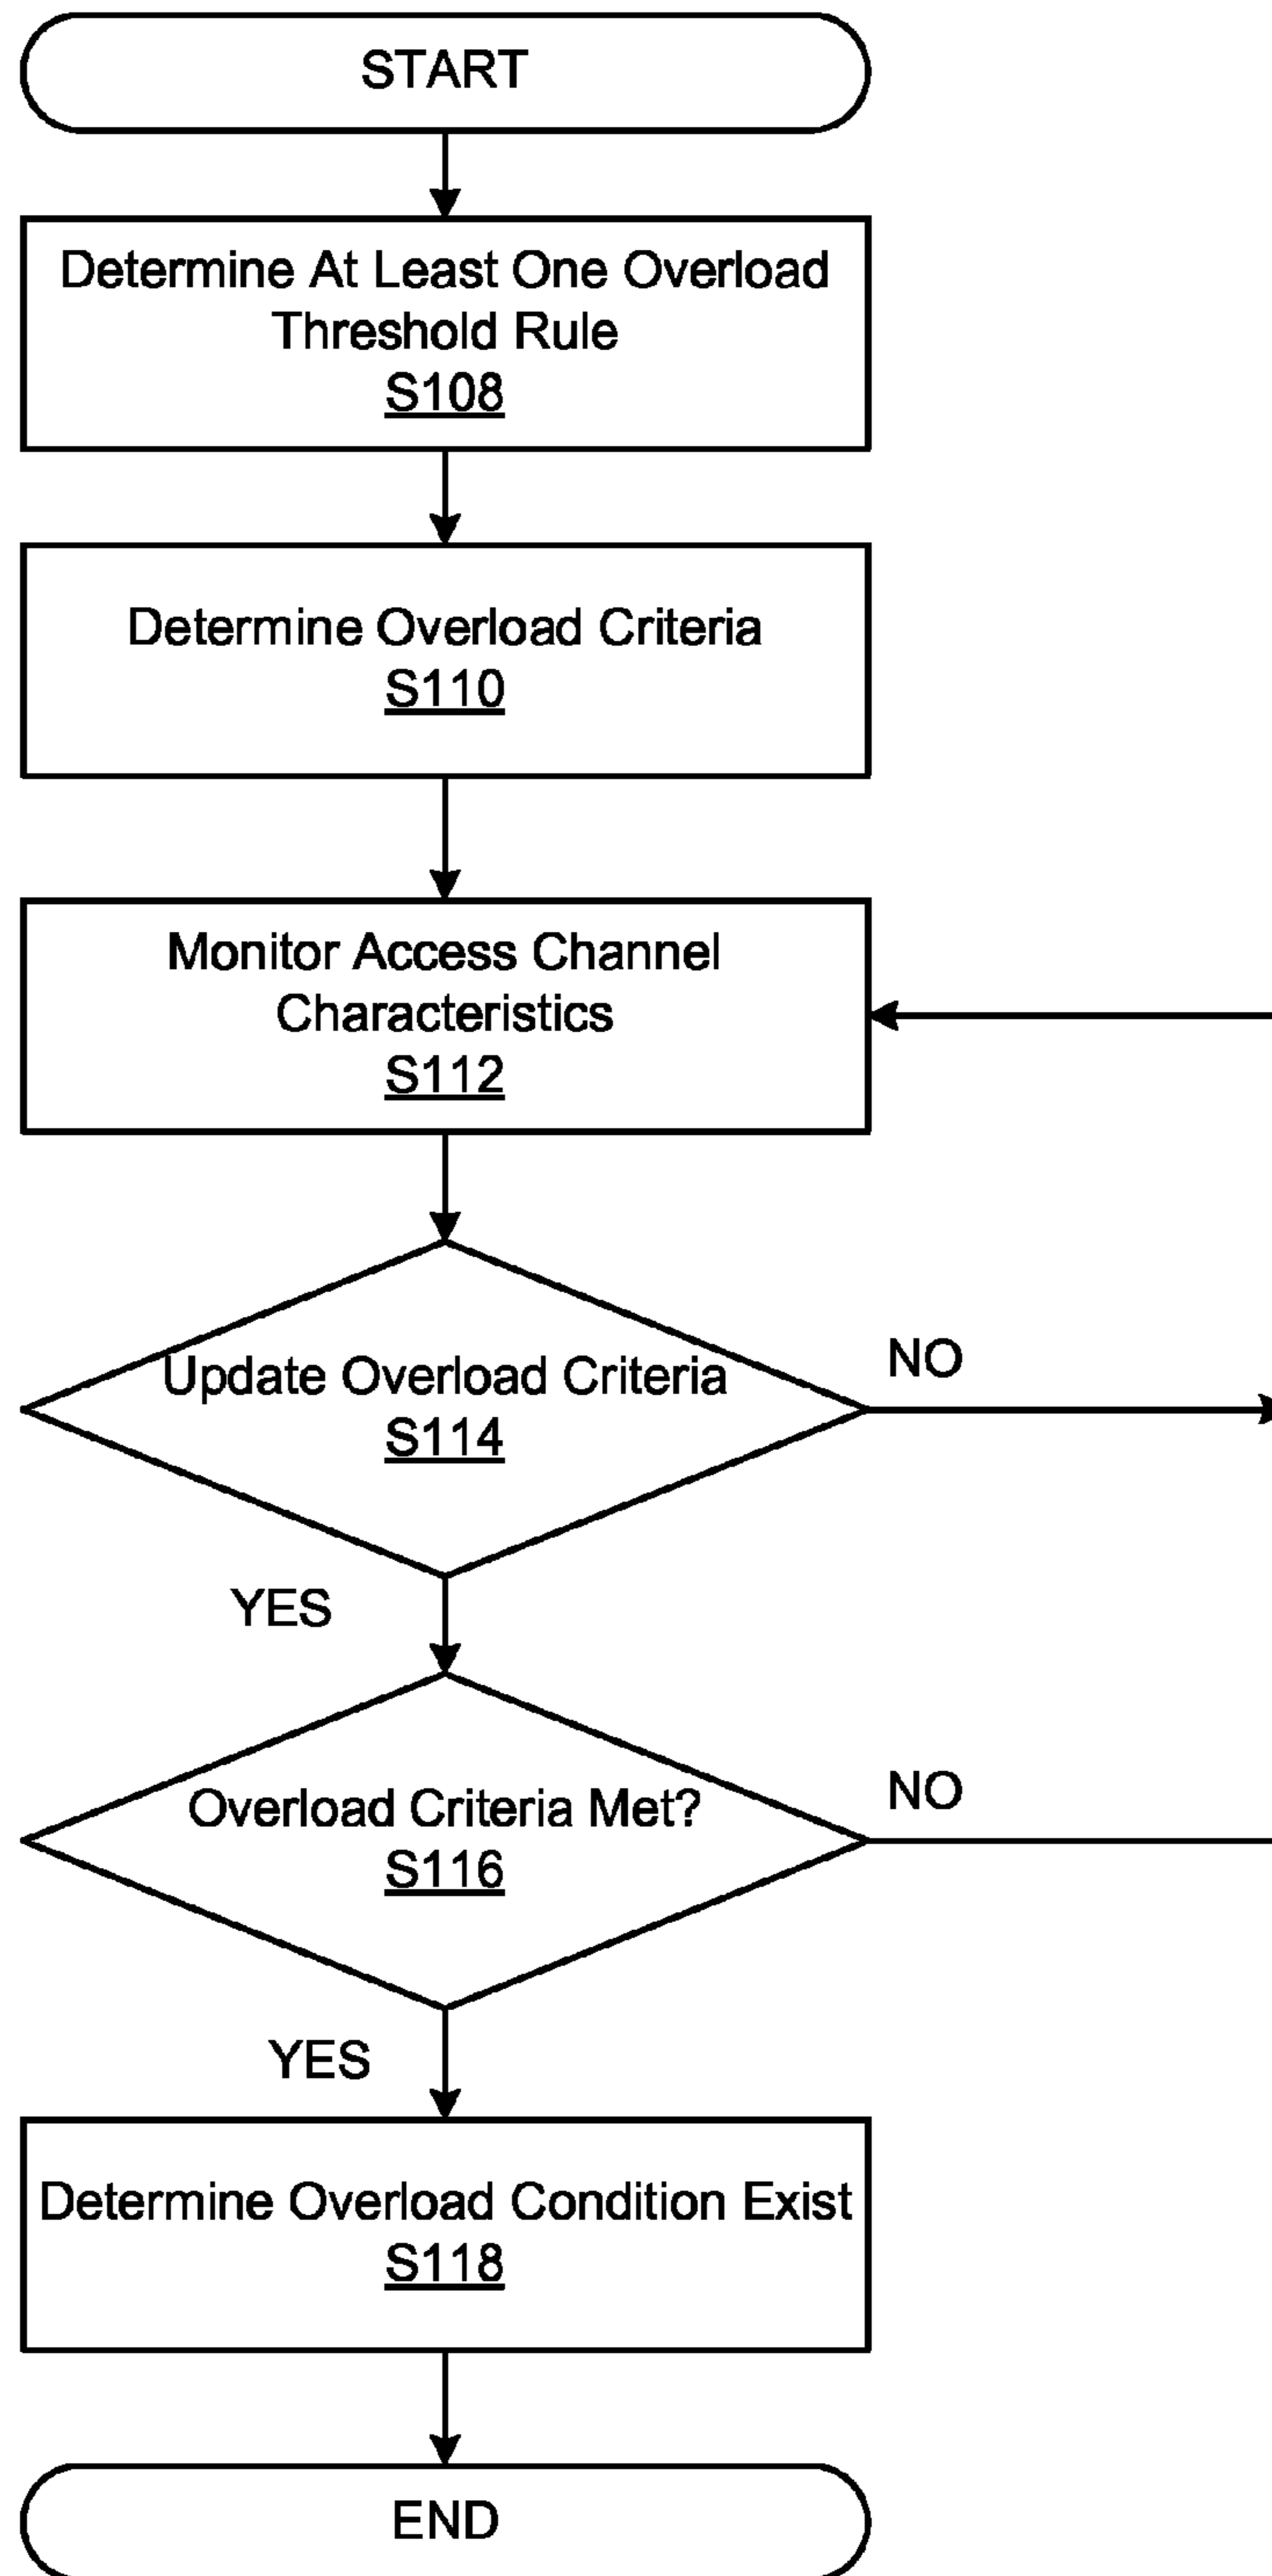 START
Determine At Least One Overload
Threshold Rule
S108
Determine Overload Criteria
S110
Monitor Access Channel
Characteristics
S112
Update Overload Criteria
S114
NO
YES
Overload Criteria Met?
S116
NO
YES
Determine Overload Condition Exist
S118
END